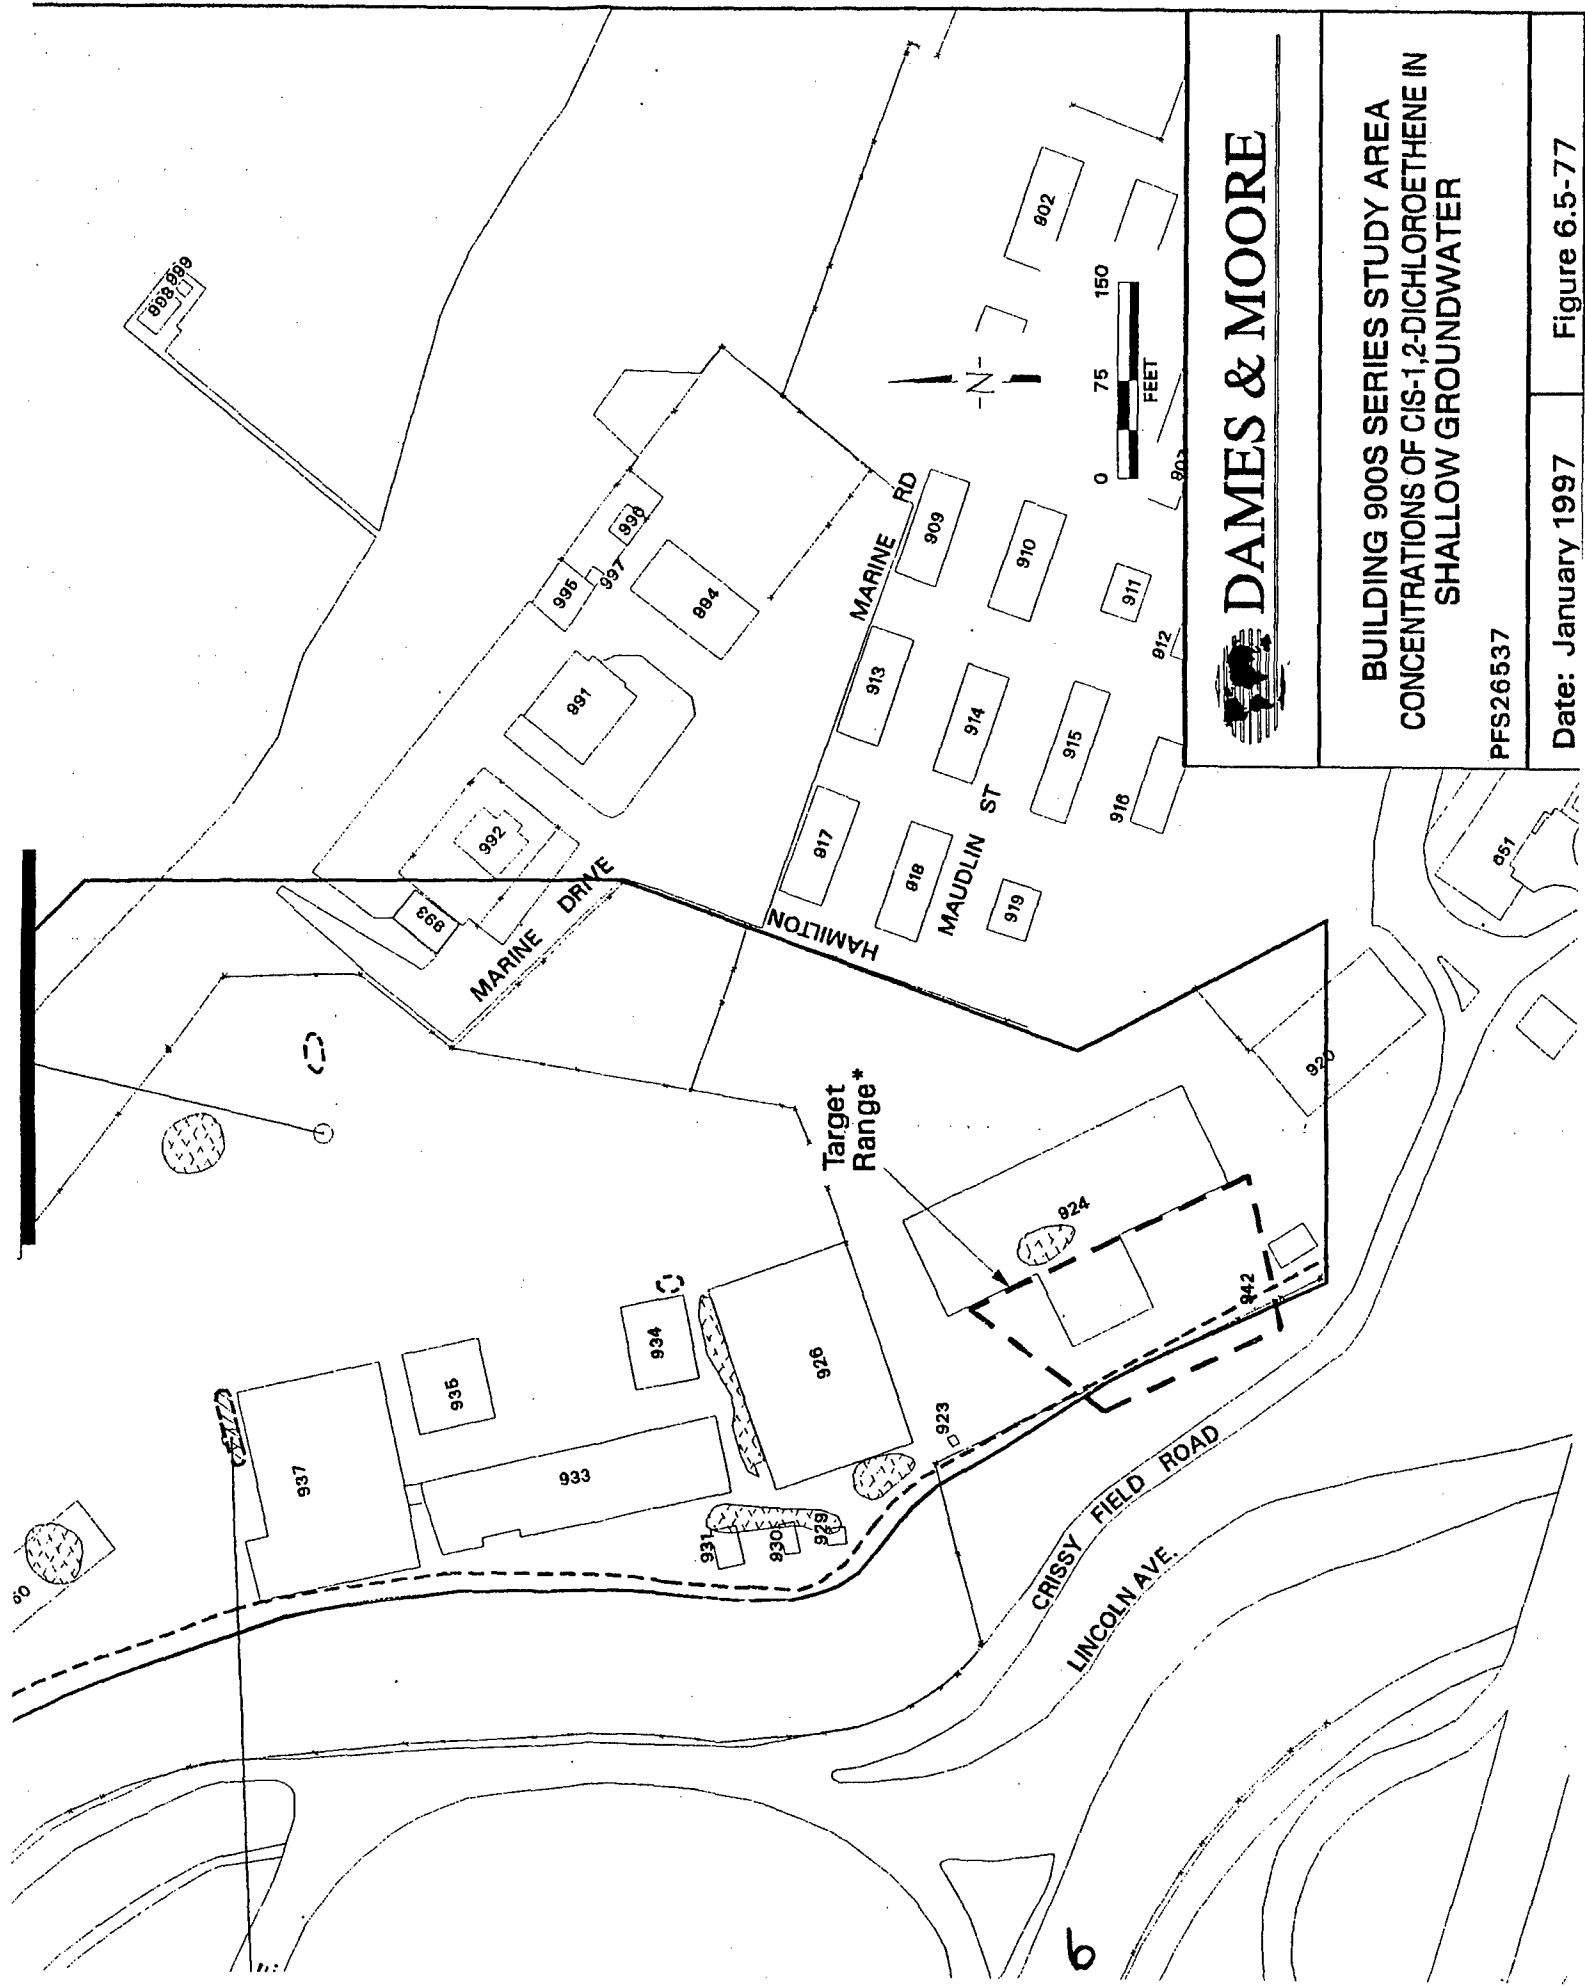 998
999
996
997
995
994
991
992
993
MARINE DRIVE
MARINE RD
HAMILTON
MAUDLIN ST
902
909
910
911
912
913
914
915
916
917
918
919
920
851
-N-
0 75 150
FEET
Target
Range*
924
942
923
926
934
935
937
933
931
930
929
CRISSY FIELD ROAD
LINCOLN AVE.
6
DAMES & MOORE
BUILDING 900S SERIES STUDY AREA
CONCENTRATIONS OF CIS-1,2-DICHLOROETHENE IN
SHALLOW GROUNDWATER
PFS26537
Date: January 1997
Figure 6.5-77